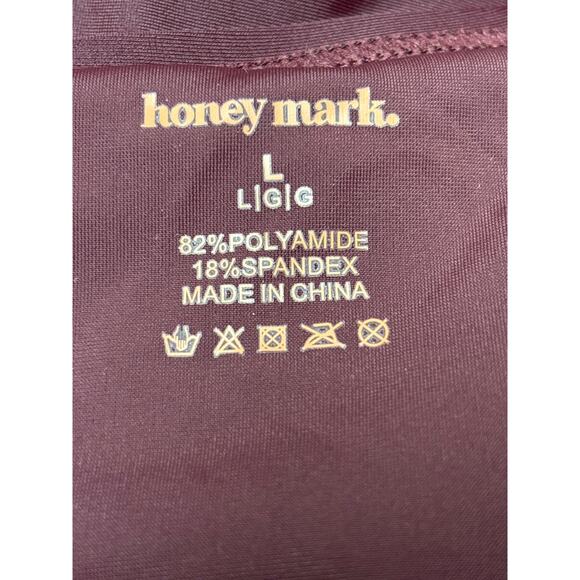 honey mark.
L
L|G|G
82%POLYAMIDE
18%SPANDEX
MADE IN CHINA